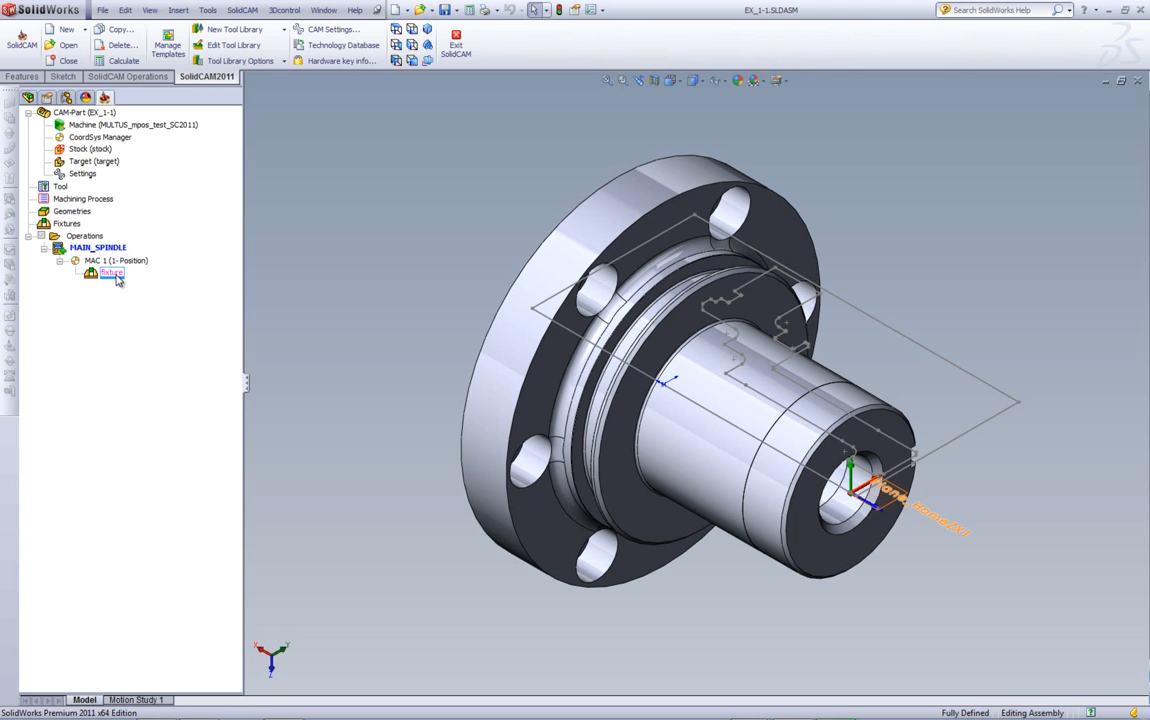 SolidWorks File Edit View Insert Tools SolidCAM 3Dcontrol Window Help EX_1-1.SLDASM Search SolidWorks Help
SolidCAM
New
Open
Close
Copy...
Delete...
Calculate
Manage Templates
New Tool Library
Edit Tool Library
Tool Library Options
CAM Settings...
Technology Database
Hardware key info...
Exit SolidCAM
Features Sketch SolidCAM Operations SolidCAM2011
CAM-Part (EX_1-1)
Machine (MULTUS_mpos_test_SC2011)
CoordSys Manager
Stock (stock)
Target (target)
Settings
Tool
Machining Process
Geometries
Fixtures
Operations
MAIN_SPINDLE
MAC 1 (1- Position)
fixture
X
Y
Z
Model Motion Study 1
SolidWorks Premium 2011 x64 Edition Fully Defined Editing Assembly